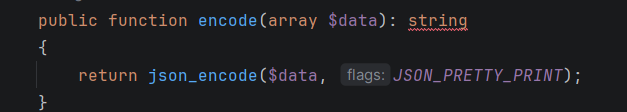 public function encode(array $data): string
{
    return json_encode($data, flags: JSON_PRETTY_PRINT);
}